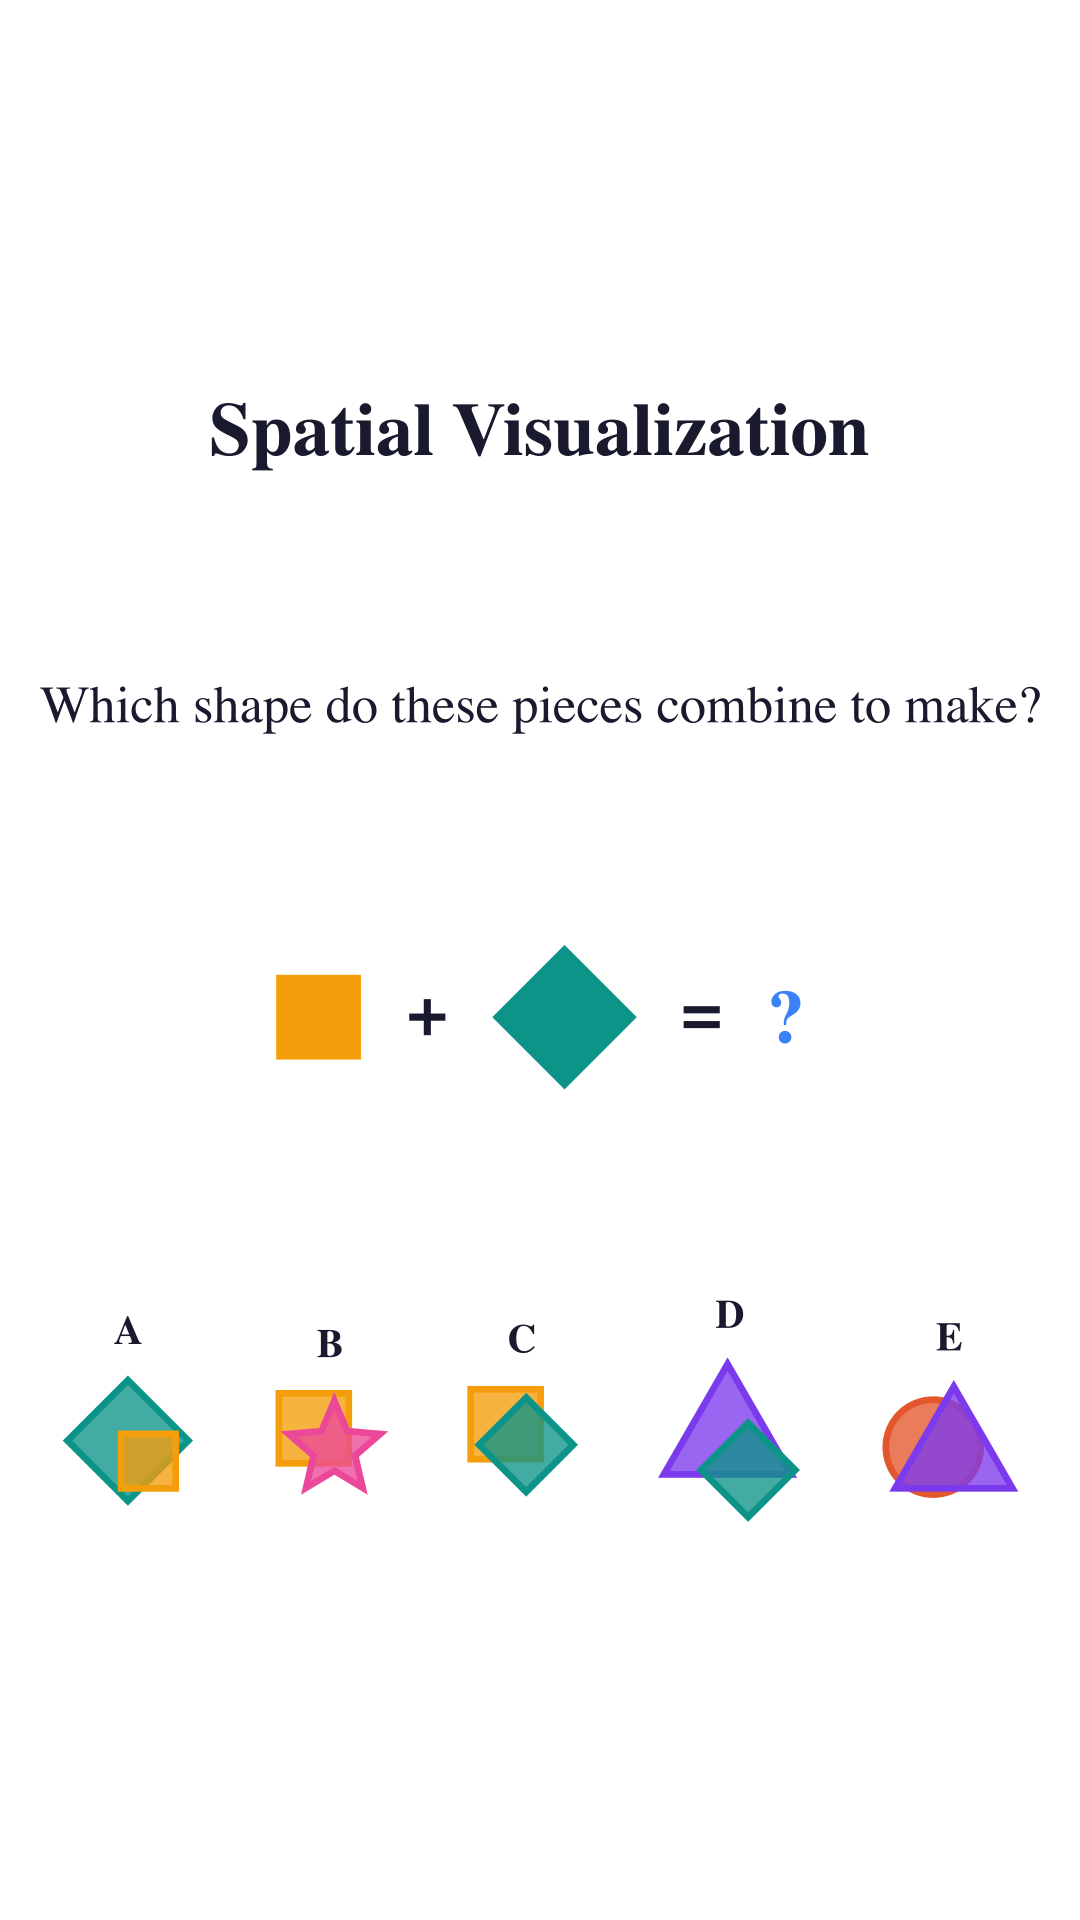 Spatial Visualization
Which shape do these pieces combine to make?
+ = ?
A B C D E